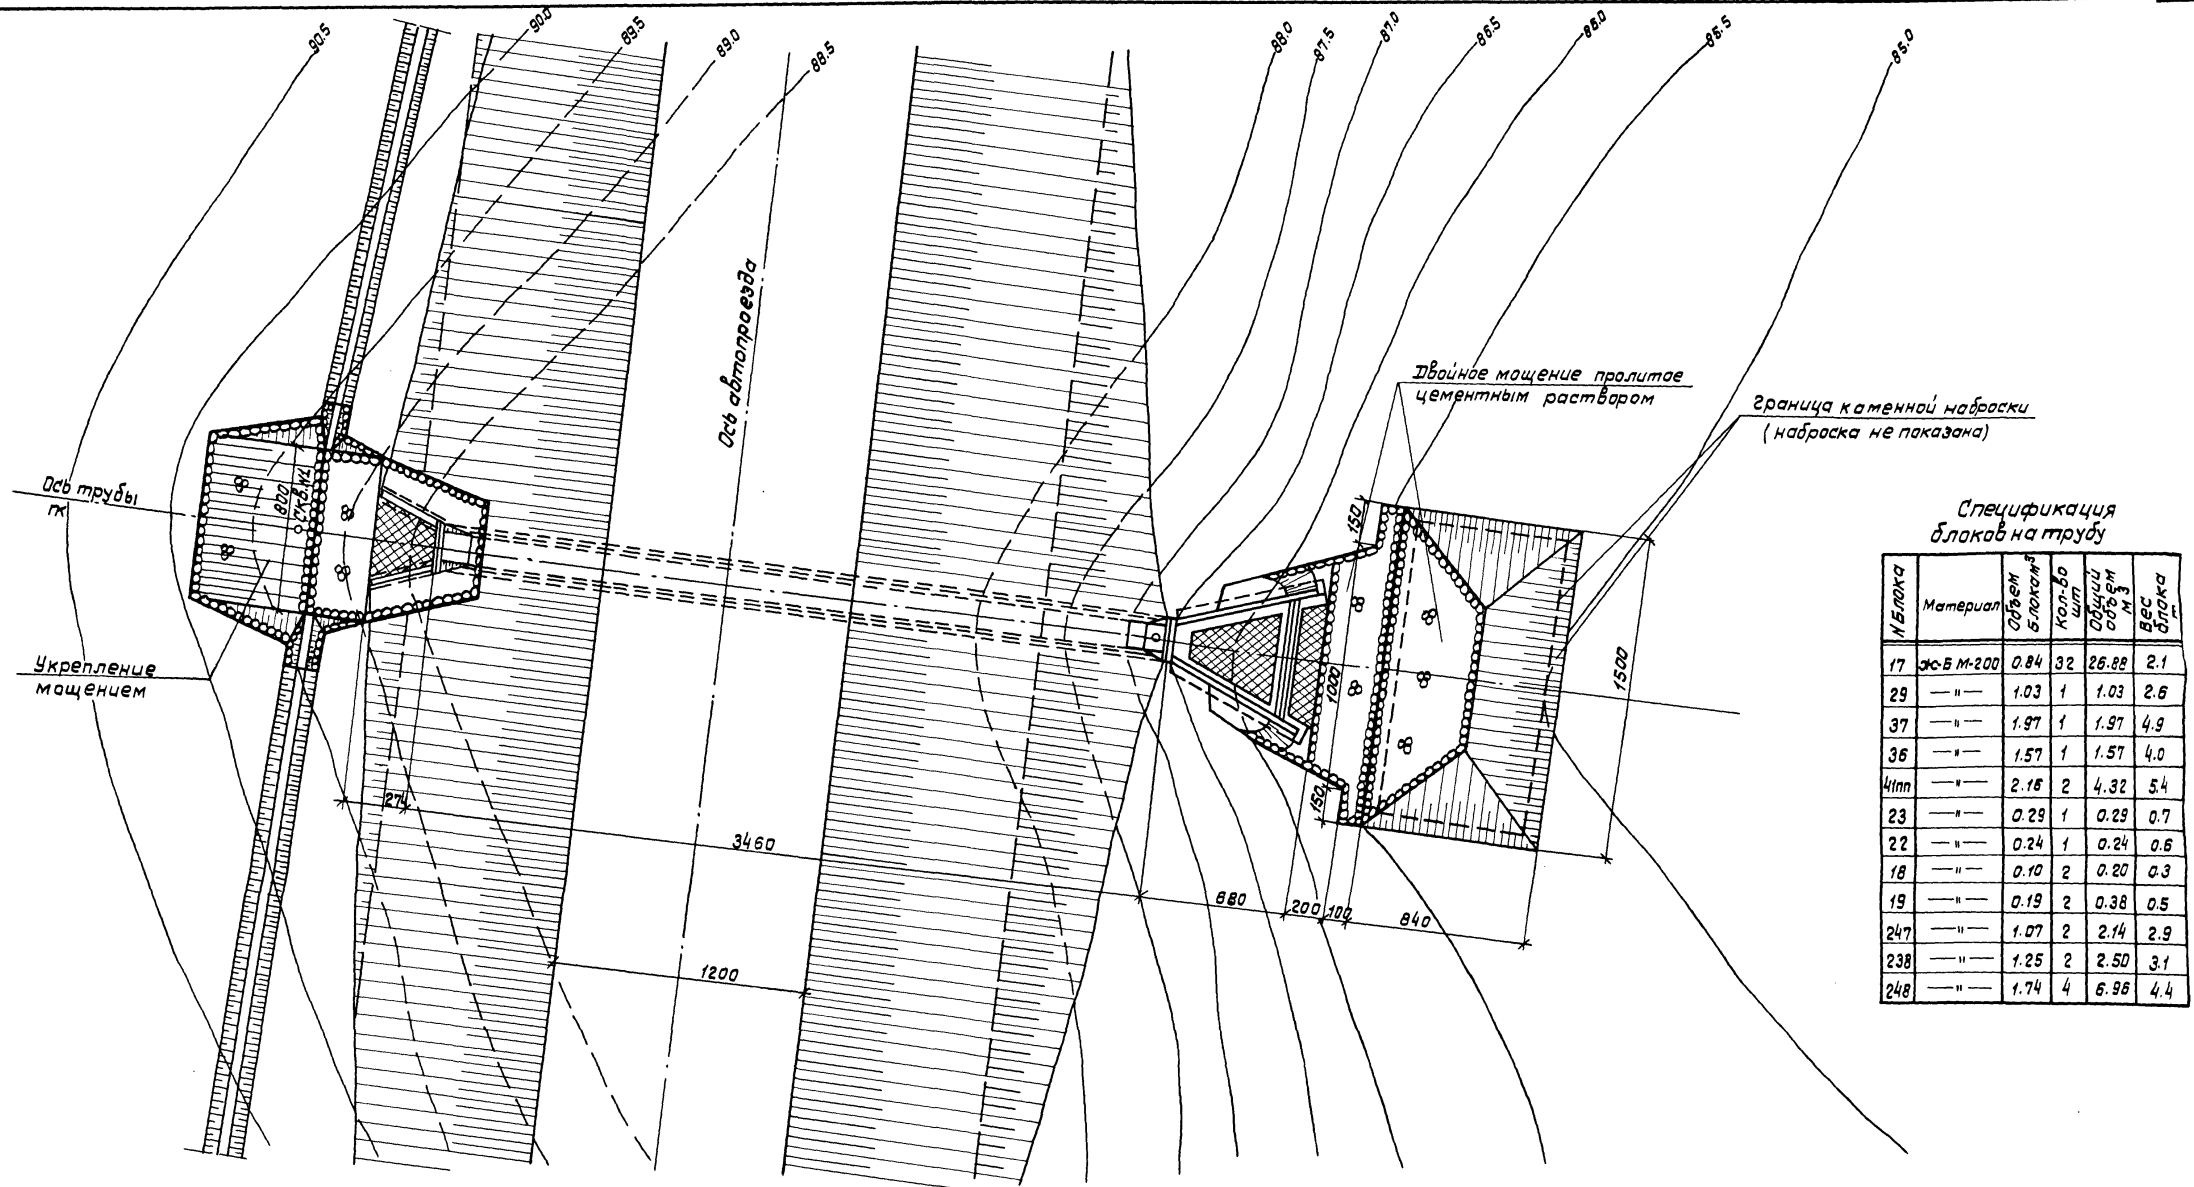 90.5
90.0
89.5
89.0
88.5
88.0
87.5
87.0
86.5
86.0
85.5
85.0
Ось автопроезда
Двойное мощение пролитое
цементным раствором
граница каменной наброски
(наброска не показана)
Ось трубы
ПК
800
Скв.№1
Укрепление
мощением
150
1000
150
1500
274
3460
680
200
100
840
1200
Спецификация
блоков на трубу
№ Блока Материал Объем блока м³ Кол-во шт Общий объем м3 Вес блока т
17 Ж-Б М-200 0.84 32 26.88 2.1
29 —"— 1.03 1 1.03 2.6
37 —"— 1.97 1 1.97 4.9
36 —"— 1.57 1 1.57 4.0
41пп —"— 2.16 2 4.32 5.4
23 —"— 0.29 1 0.29 0.7
22 —"— 0.24 1 0.24 0.6
18 —"— 0.10 2 0.20 0.3
19 —"— 0.19 2 0.38 0.5
247 —"— 1.07 2 2.14 2.9
238 —"— 1.25 2 2.50 3.1
248 —"— 1.74 4 6.96 4.4